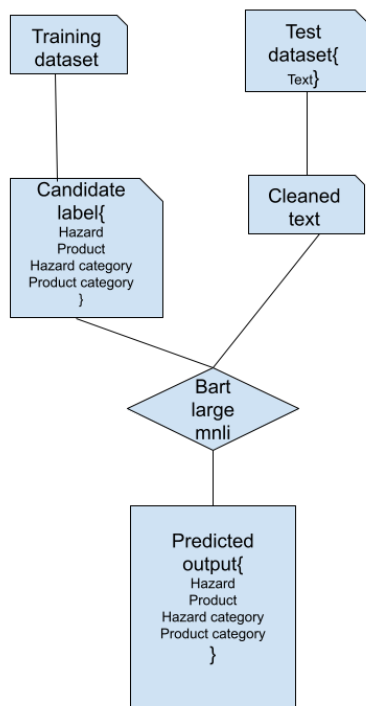 Training
dataset
Test
dataset{
Text}
Candidate
label{
Hazard
Product
Hazard category
Product category
}
Cleaned
text
Bart
large
mnli
Predicted
output{
Hazard
Product
Hazard category
Product category
}